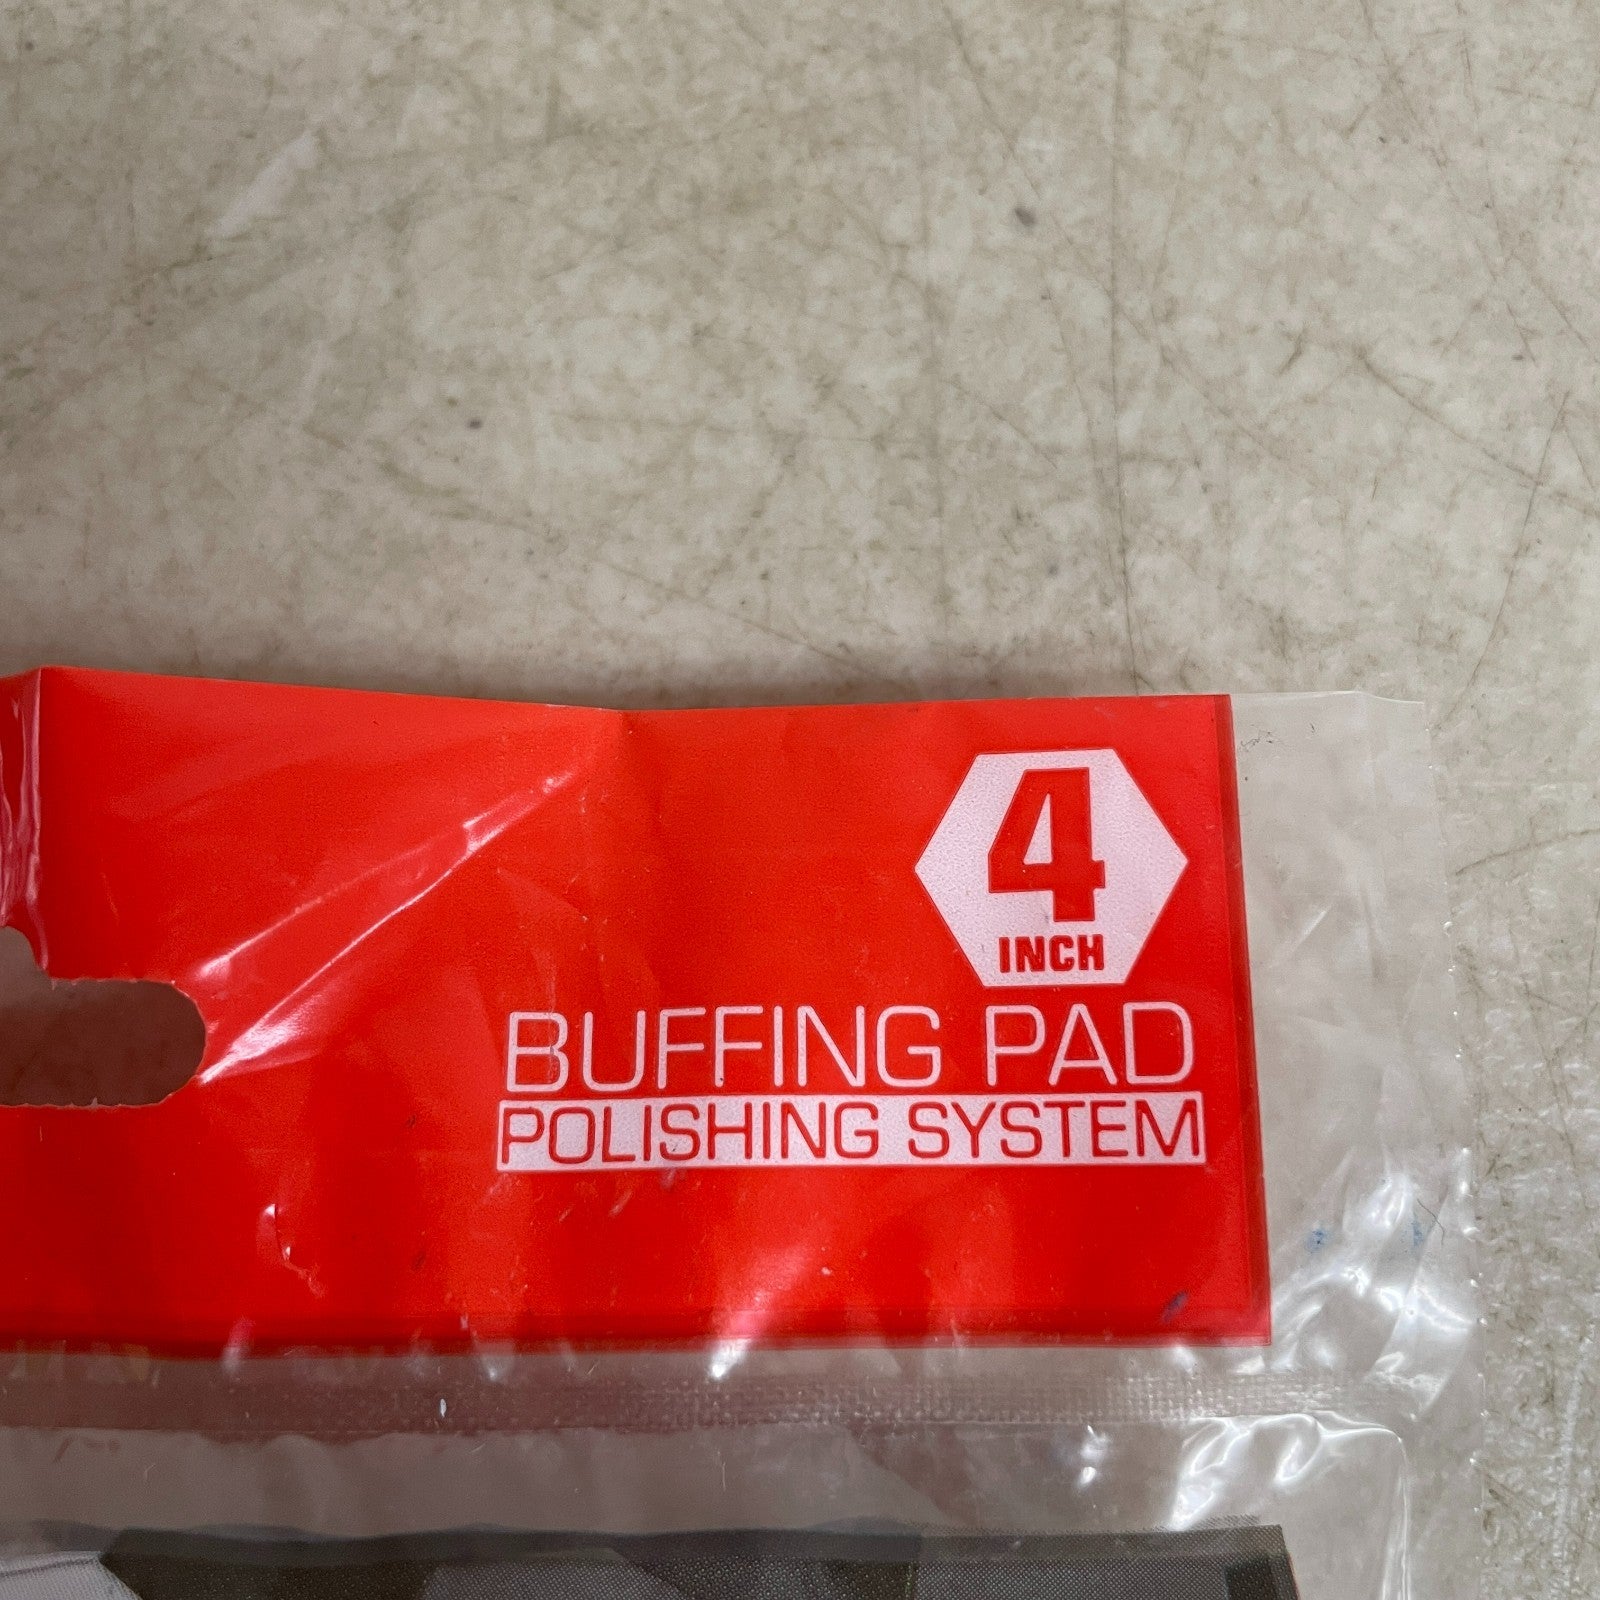 4
INCH
BUFFING PAD
POLISHING SYSTEM